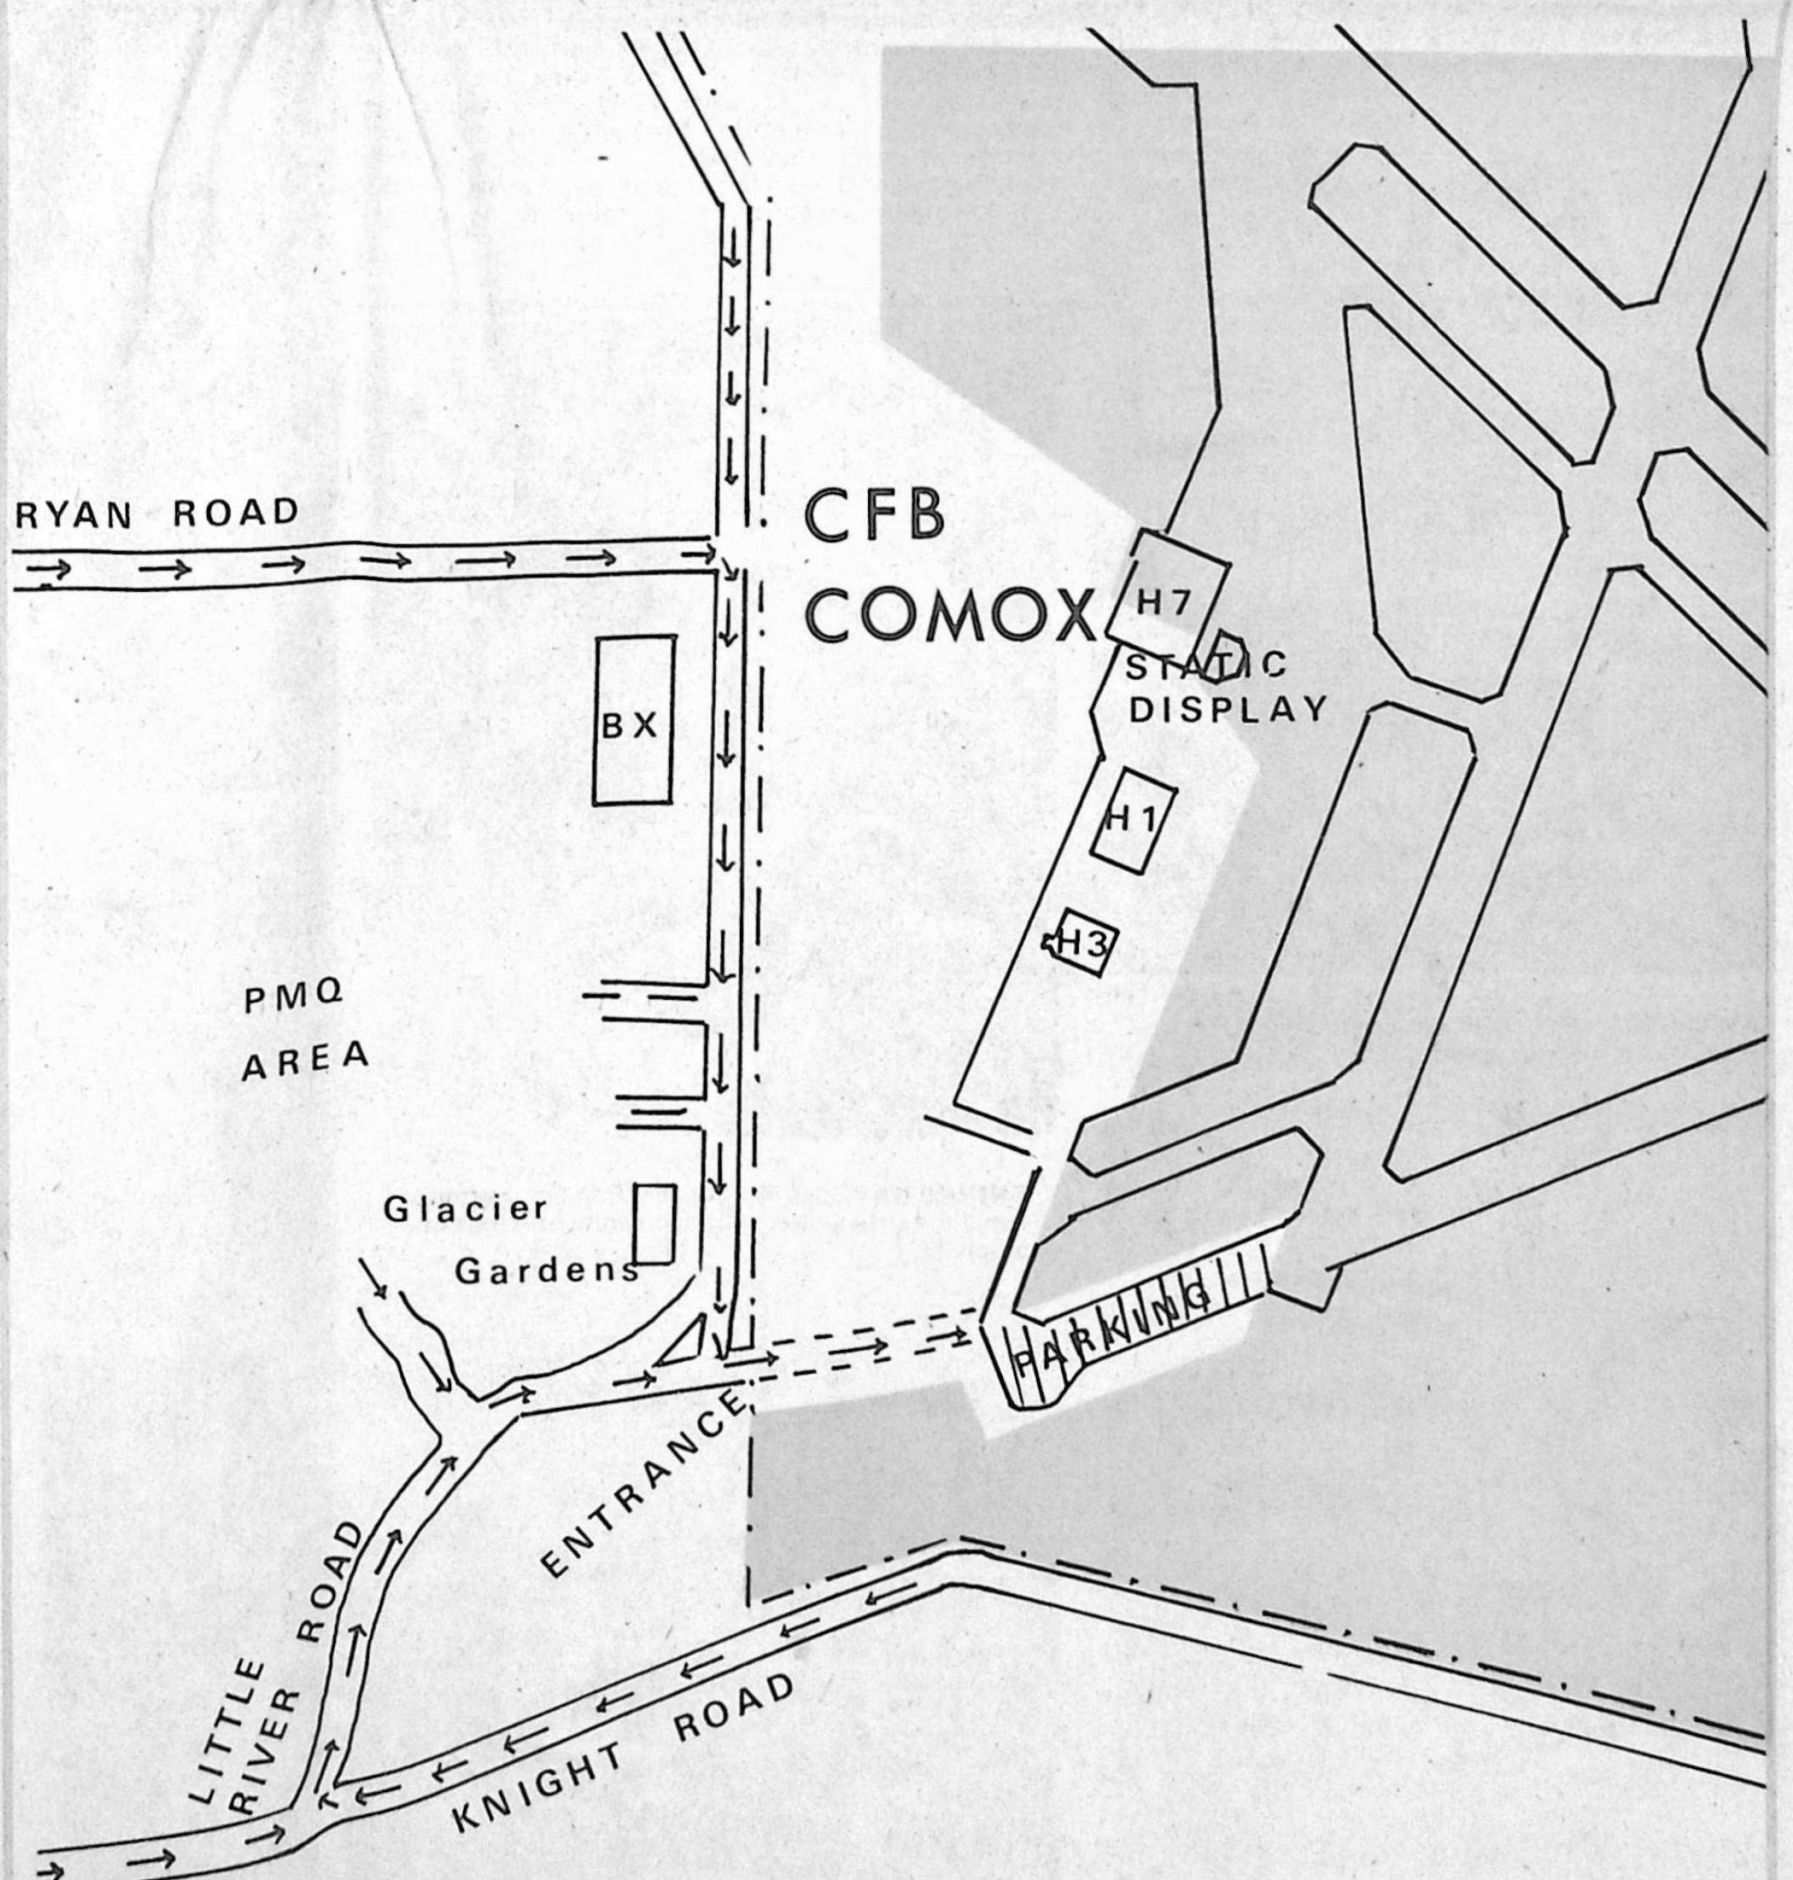 RYAN ROAD
CFB
COMOX
H7
STATIC
DISPLAY
BX
H1
H3
PMQ
AREA
Glacier
Gardens
PARKING
ENTRANCE
LITTLE
RIVER ROAD
KNIGHT ROAD